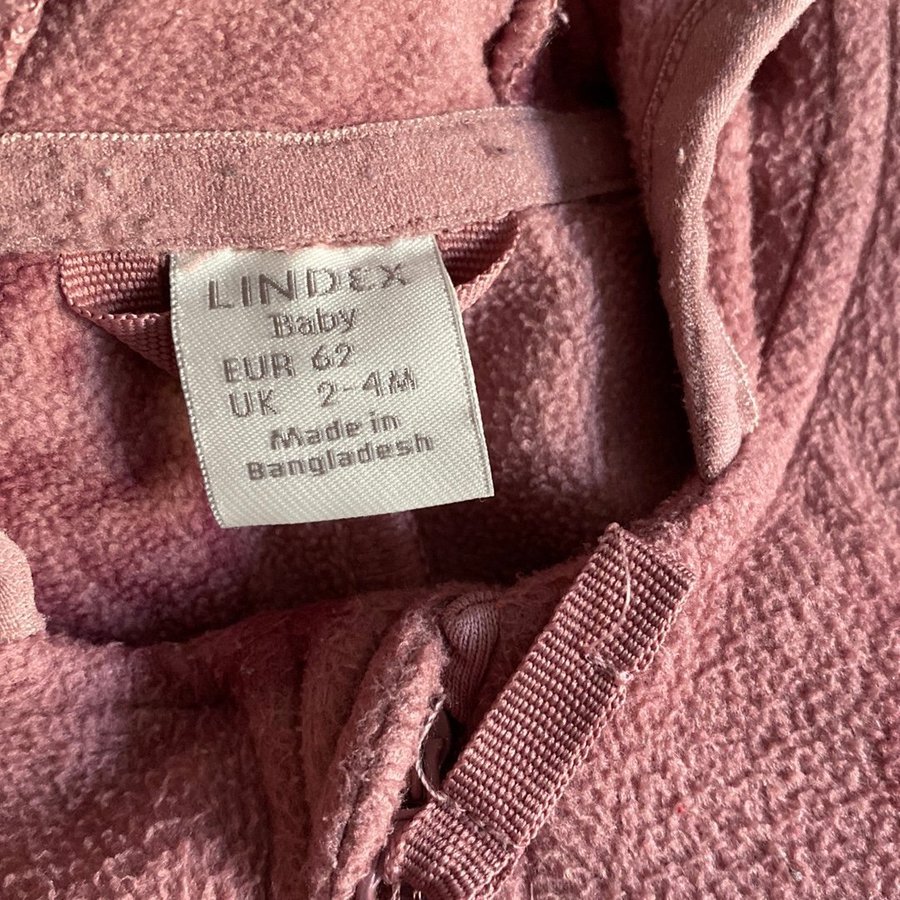 LINDEX
Baby
EUR 62
UK 2-4M
Made in
Bangladesh